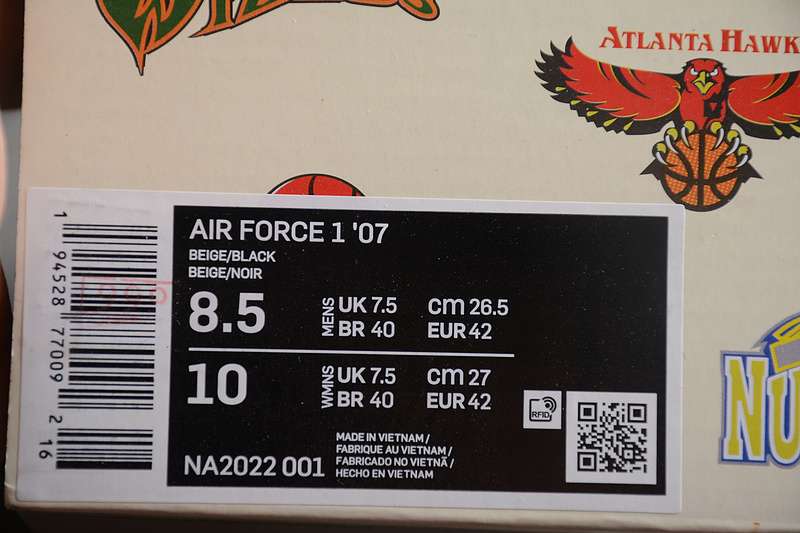 WIZZ
ATLANTA HAWK
AIR FORCE 1 '07
BEIGE/BLACK
BEIGE/NOIR
8.5
MENS
UK 7.5 cm 26.5
BR 40 EUR 42
10
WMNS
UK 7.5 cm 27
BR 40 EUR 42
RFID
NA2022 001
MADE IN VIETNAM /
FABRIQUE AU VIETNAM /
FABRICADO NO VIETNÃ /
HECHO EN VIETNAM
1 94528 77009 2 16
NU